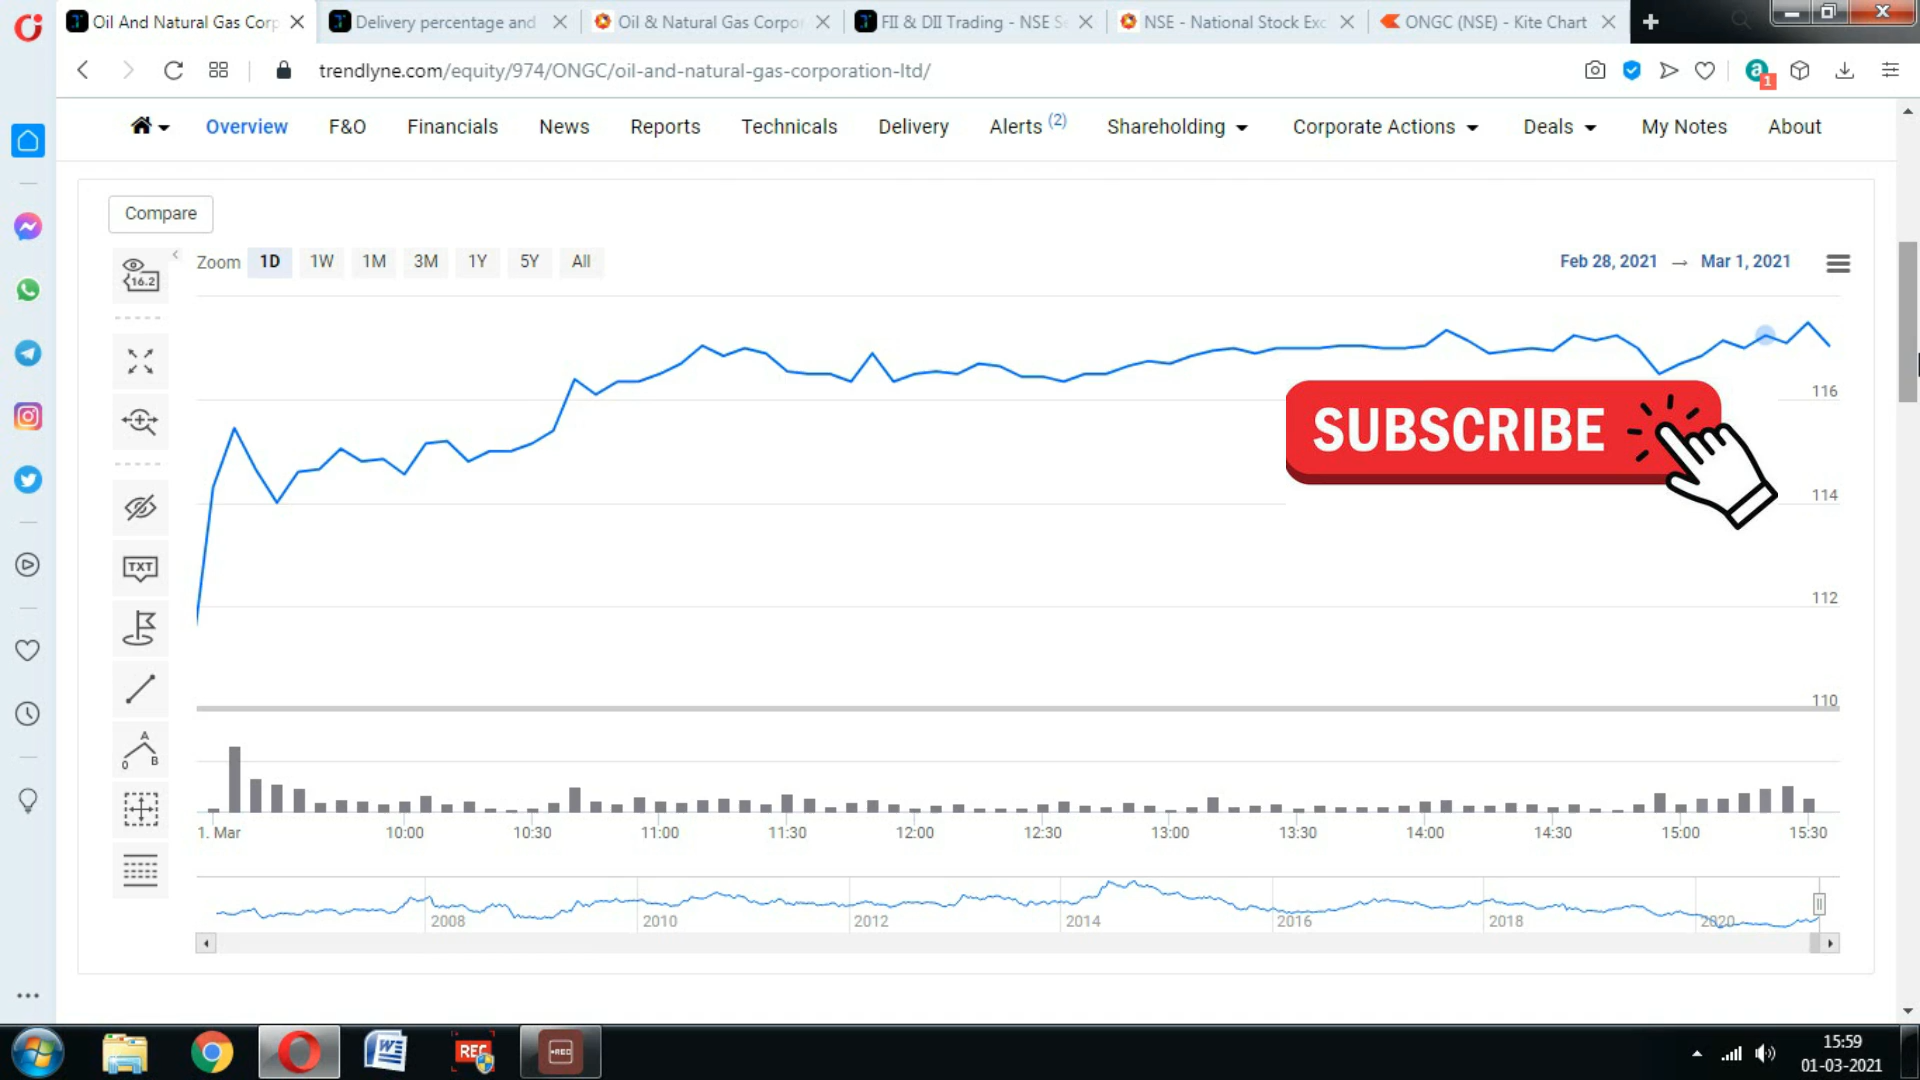 Oil And Natural Gas Corp
Delivery percentage and
Oil & Natural Gas Corpo
FII & DII Trading - NSE Se
NSE - National Stock Exc
ONGC (NSE) - Kite Chart
trendlyne.com/equity/974/ONGC/oil-and-natural-gas-corporation-ltd/
a
1
Overview F&O Financials News Reports Technicals Delivery Alerts (2) Shareholding Corporate Actions Deals My Notes About
Compare
16.2
Zoom 1D 1W 1M 3M 1Y 5Y All
Feb 28, 2021 → Mar 1, 2021
116
SUBSCRIBE
114
TXT
112
110
A
0 B
1. Mar 10:00 10:30 11:00 11:30 12:00 12:30 13:00 13:30 14:00 14:30 15:00 15:30
2008 2010 2012 2014 2016 2018 2020
W
REC
REC
15:59
01-03-2021